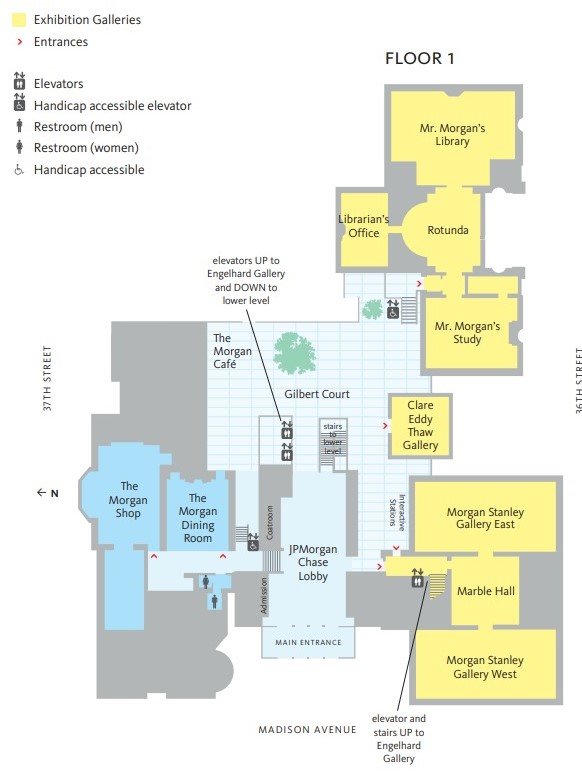 Exhibition Galleries
Entrances
Elevators
Handicap accessible elevator
Restroom (men)
Restroom (women)
Handicap accessible
FLOOR 1
Mr. Morgan's
Library
Librarian's
Office
Rotunda
elevators UP to
Engelhard Gallery
and DOWN to
lower level
Mr. Morgan's
Study
The
Morgan
Café
37TH STREET
36TH STREET
Gilbert Court
Clare
Eddy
Thaw
Gallery
stairs
to
lower
level
N
The
Morgan
Shop
The
Morgan
Dining
Room
Coatroom
Interactive
Stations
Morgan Stanley
Gallery East
JPMorgan
Chase
Lobby
Admission
Marble Hall
MAIN ENTRANCE
Morgan Stanley
Gallery West
MADISON AVENUE
elevator and
stairs UP to
Engelhard
Gallery